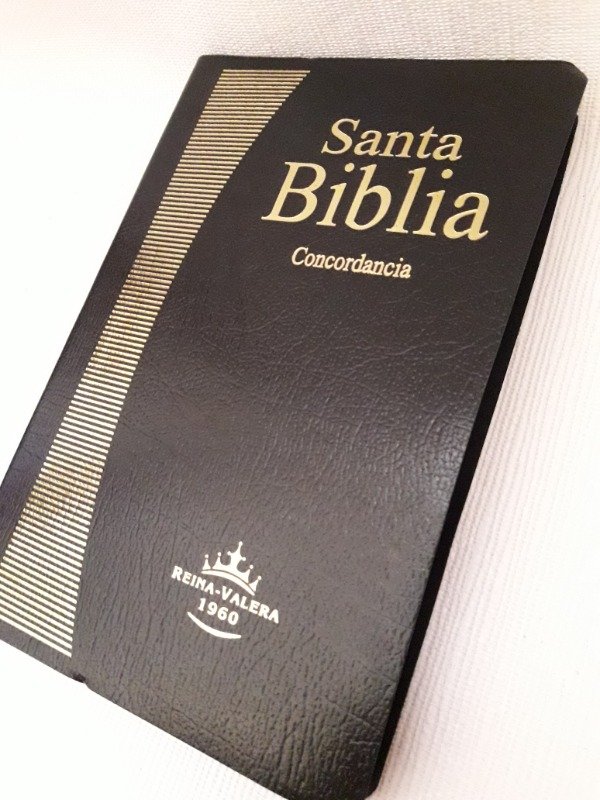 Santa
Biblia
Concordancia
REINA-VALERA
1960